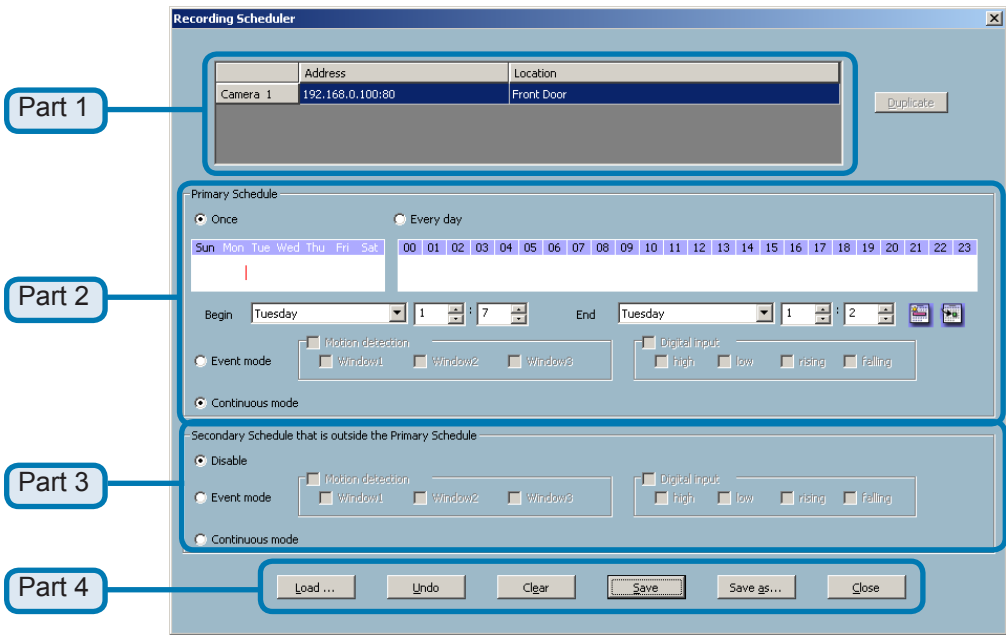 Recording Scheduler
Address Location
Camera 1 192.168.0.100:80 Front Door
Part 1
Duplicate
Primary Schedule
Once Every day
Sun Mon Tue Wed Thu Fri Sat 00 01 02 03 04 05 06 07 08 09 10 11 12 13 14 15 16 17 18 19 20 21 22 23
Part 2
Begin Tuesday 1 : 7 End Tuesday 1 : 2
Motion detection Digital input
Event mode Window1 Window2 Window3 high low rising falling
Continuous mode
Secondary Schedule that is outside the Primary Schedule
Disable
Part 3
Motion detection Digital input
Event mode Window1 Window2 Window3 high low rising falling
Continuous mode
Part 4
Load ... Undo Clear Save Save as... Close